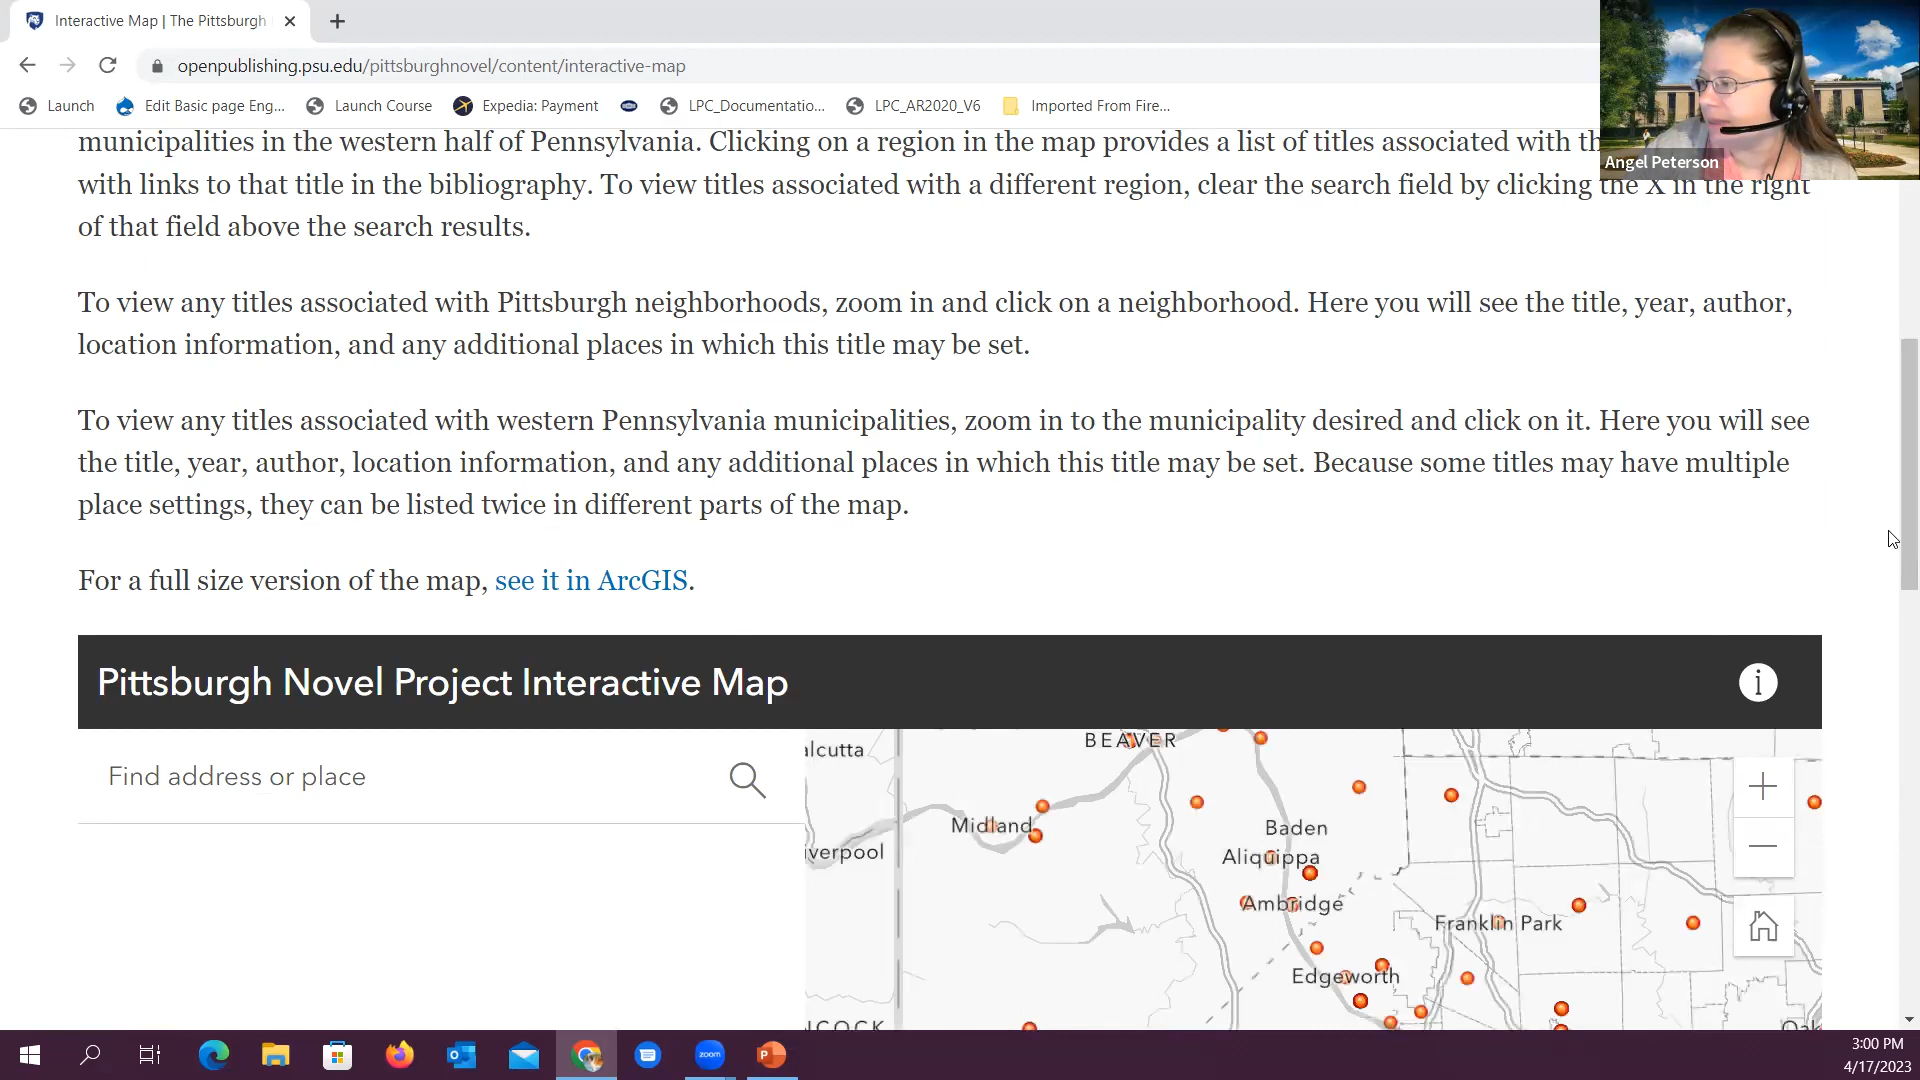 Interactive Map | The Pittsburgh
openpublishing.psu.edu/pittsburghnovel/content/interactive-map
Launch Edit Basic page Eng... Launch Course Expedia: Payment LPC_Documentatio... LPC_AR2020_V6 Imported From Fire...
Angel Peterson
municipalities in the western half of Pennsylvania. Clicking on a region in the map provides a list of titles associated with
with links to that title in the bibliography. To view titles associated with a different region, clear the search field by clicking the X in the right
of that field above the search results.
To view any titles associated with Pittsburgh neighborhoods, zoom in and click on a neighborhood. Here you will see the title, year, author,
location information, and any additional places in which this title may be set.
To view any titles associated with western Pennsylvania municipalities, zoom in to the municipality desired and click on it. Here you will see
the title, year, author, location information, and any additional places in which this title may be set. Because some titles may have multiple
place settings, they can be listed twice in different parts of the map.
For a full size version of the map, see it in ArcGIS.
Pittsburgh Novel Project Interactive Map
Find address or place
BEAVER
alcutta
Midland
Baden
iverpool
Aliquippa
Ambridge
Franklin Park
Edgeworth
NCOCK
Oak
zoom
3:00 PM
4/17/2023